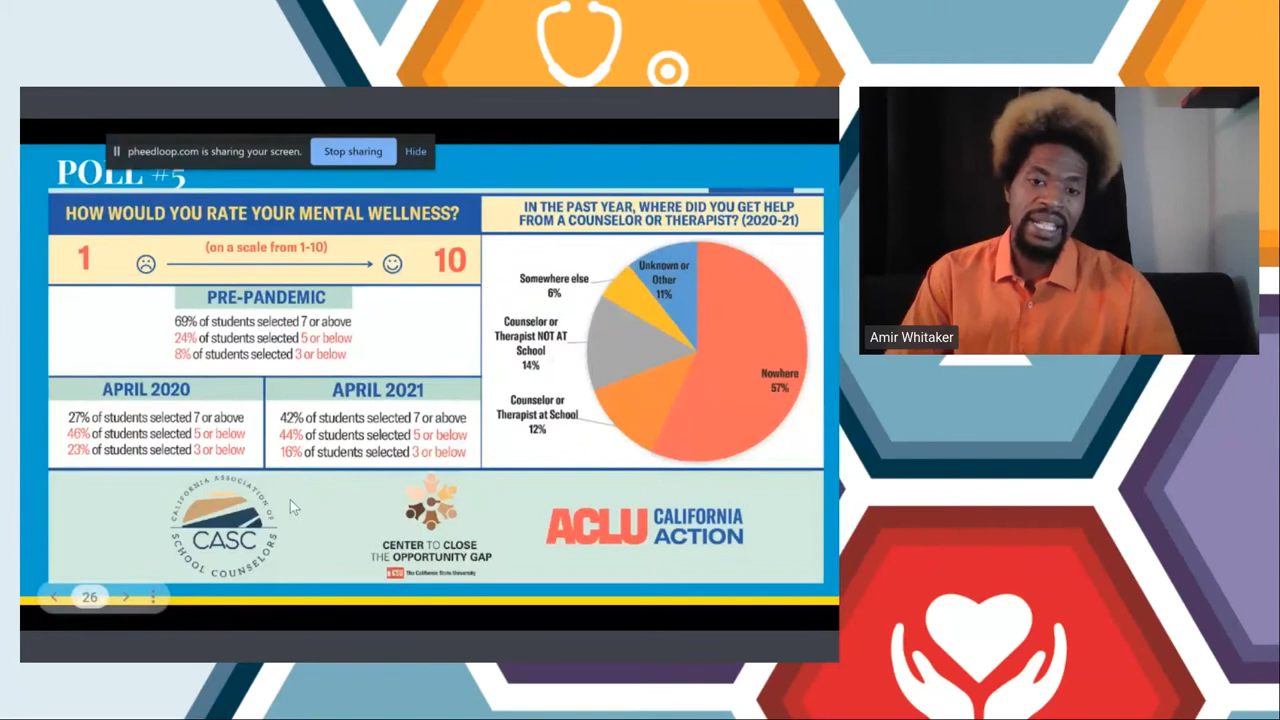 pheedloop.com is sharing your screen.
Stop sharing
Hide
POLL #5
HOW WOULD YOU RATE YOUR MENTAL WELLNESS?
(on a scale from 1-10)
1
10
PRE-PANDEMIC
69% of students selected 7 or above
24% of students selected 5 or below
8% of students selected 3 or below
APRIL 2020
27% of students selected 7 or above
46% of students selected 5 or below
23% of students selected 3 or below
APRIL 2021
42% of students selected 7 or above
44% of students selected 5 or below
16% of students selected 3 or below
IN THE PAST YEAR, WHERE DID YOU GET HELP
FROM A COUNSELOR OR THERAPIST? (2020-21)
Unknown or
Other
11%
Somewhere else
6%
Counselor or
Therapist NOT AT
School
14%
Counselor or
Therapist at School
12%
Nowhere
57%
CALIFORNIA ASSOCIATION OF
CASC
SCHOOL COUNSELORS
CENTER TO CLOSE
THE OPPORTUNITY GAP
CSU The California State University
ACLU CALIFORNIA
ACTION
26
Amir Whitaker